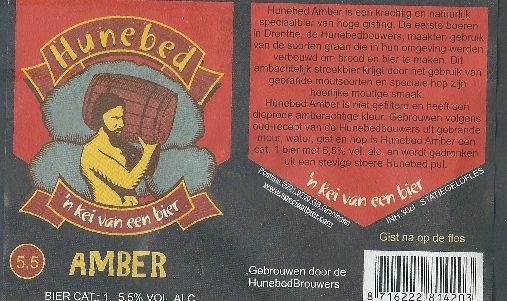 Hunebed
'n kei van een bier
5,5
AMBER
BIER CAT.: 1 5,5% VOL. ALC.
Hunebed Amber is een krachtig en natuurlijk
speciaalbier van hoge gisting. De eerste boeren
in Drenthe, de Hunebedbouwers, maakten gebruik
van de soorten graan die in hun omgeving werden
verbouwd om brood en bier te maken. Dit
ambachtelijk streekbier krijgt door het gebruik van
gebrande moutsoorten en speciale hop zijn
heerlijke moutige smaak.
Hunebed Amber is niet gefilterd en heeft een
dieprode amberachtige kleur. Gebrouwen volgens
oud-recept van de Hunebedbouwers uit gebrande
mout, water, gist en hop is Hunebed Amber een
cat. 1 bier met 5,5% vol. alc. en wordt gedronken
uit een stevige stoere Hunebed pul.
'n kei van een bier
Groningen
www.speciaalbier.com
INH.30cl STATIEGELDFLES
Gist na op de fles
Gebrouwen door de
HunebedBrouwers
8 716222 814203